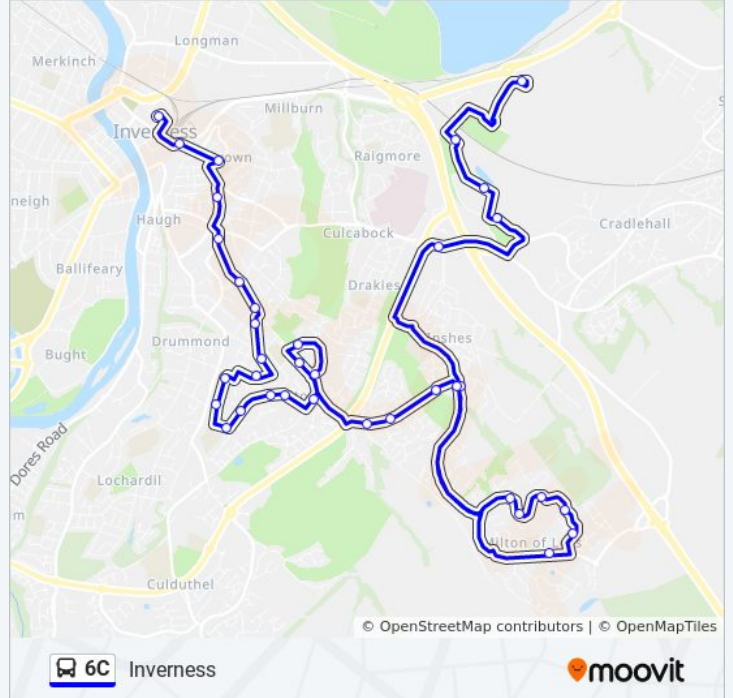 Longman
Merkinch
Millburn
Inverness
Raigmore
neigh
Haugh
Culcabock
Cradlehall
Ballifeary
Drakies
Drummond
Bught
Dores Road
Lochardil
Culduthel
© OpenStreetMap contributors | © OpenMapTiles
6C Inverness
moovit